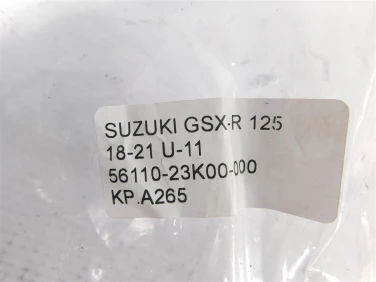 SUZUKI GSX-R 125
18-21 U-11
56110-23K00-000
KP.A265